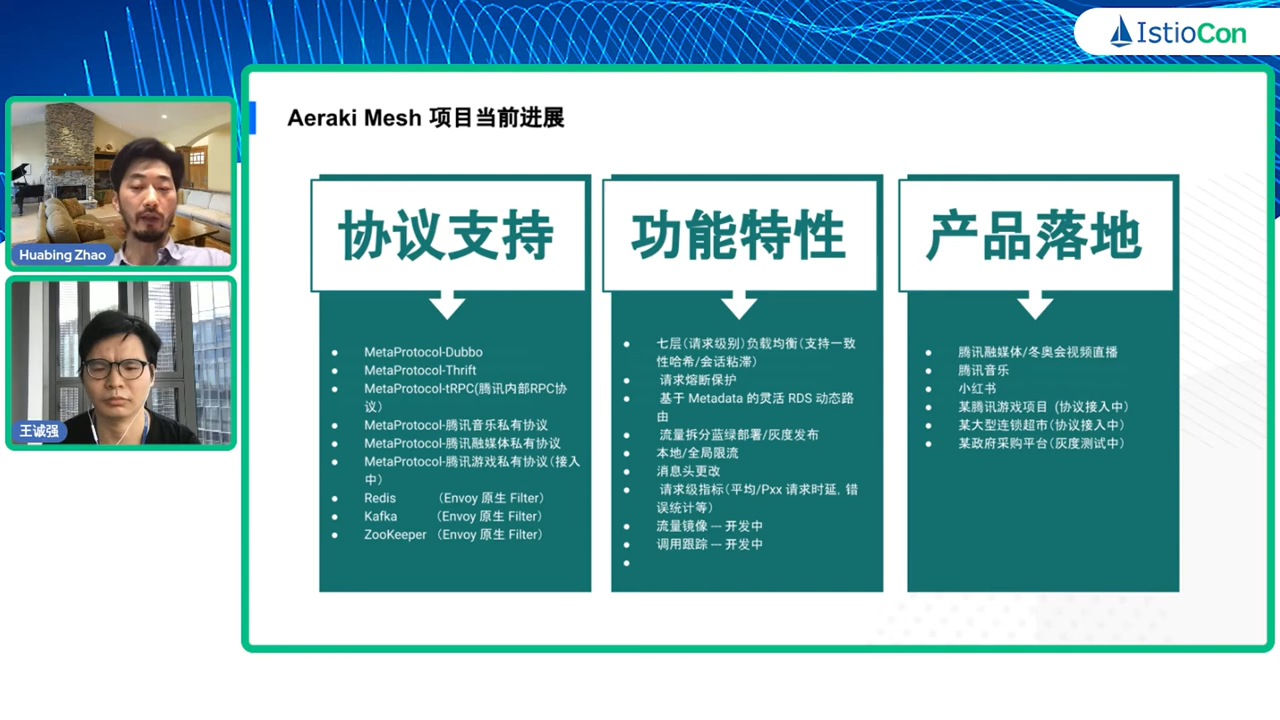 IstioCon
Aeraki Mesh 项目当前进展
Huabing Zhao
王诚强
协议支持
MetaProtocol-Dubbo
MetaProtocol-Thrift
MetaProtocol-tRPC(腾讯内部RPC协
议）
MetaProtocol-腾讯音乐私有协议
MetaProtocol-腾讯融媒体私有协议
MetaProtocol-腾讯游戏私有协议（接入
中）
Redis （Envoy 原生 Filter）
Kafka （Envoy 原生 Filter）
ZooKeeper （Envoy 原生 Filter）
功能特性
七层（请求级别）负载均衡（支持一致
性哈希/会话粘滞）
请求熔断保护
基于 Metadata 的灵活 RDS 动态路
由
流量拆分蓝绿部署/灰度发布
本地/全局限流
消息头更改
请求级指标（平均/Pxx 请求时延，错
误统计等）
流量镜像 — 开发中
调用跟踪 — 开发中
产品落地
腾讯融媒体/冬奥会视频直播
腾讯音乐
小红书
某腾讯游戏项目 (协议接入中）
某大型连锁超市（协议接入中）
某政府采购平台（灰度测试中）